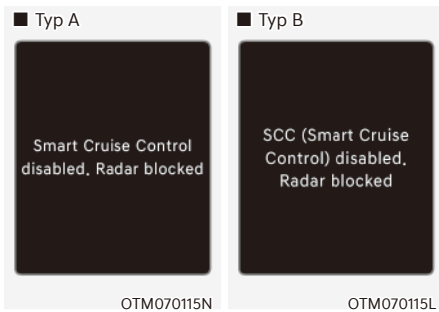 ■ Typ A
Smart Cruise Control
disabled. Radar blocked
OTM070115N
■ Typ B
SCC (Smart Cruise
Control) disabled.
Radar blocked
OTM070115L